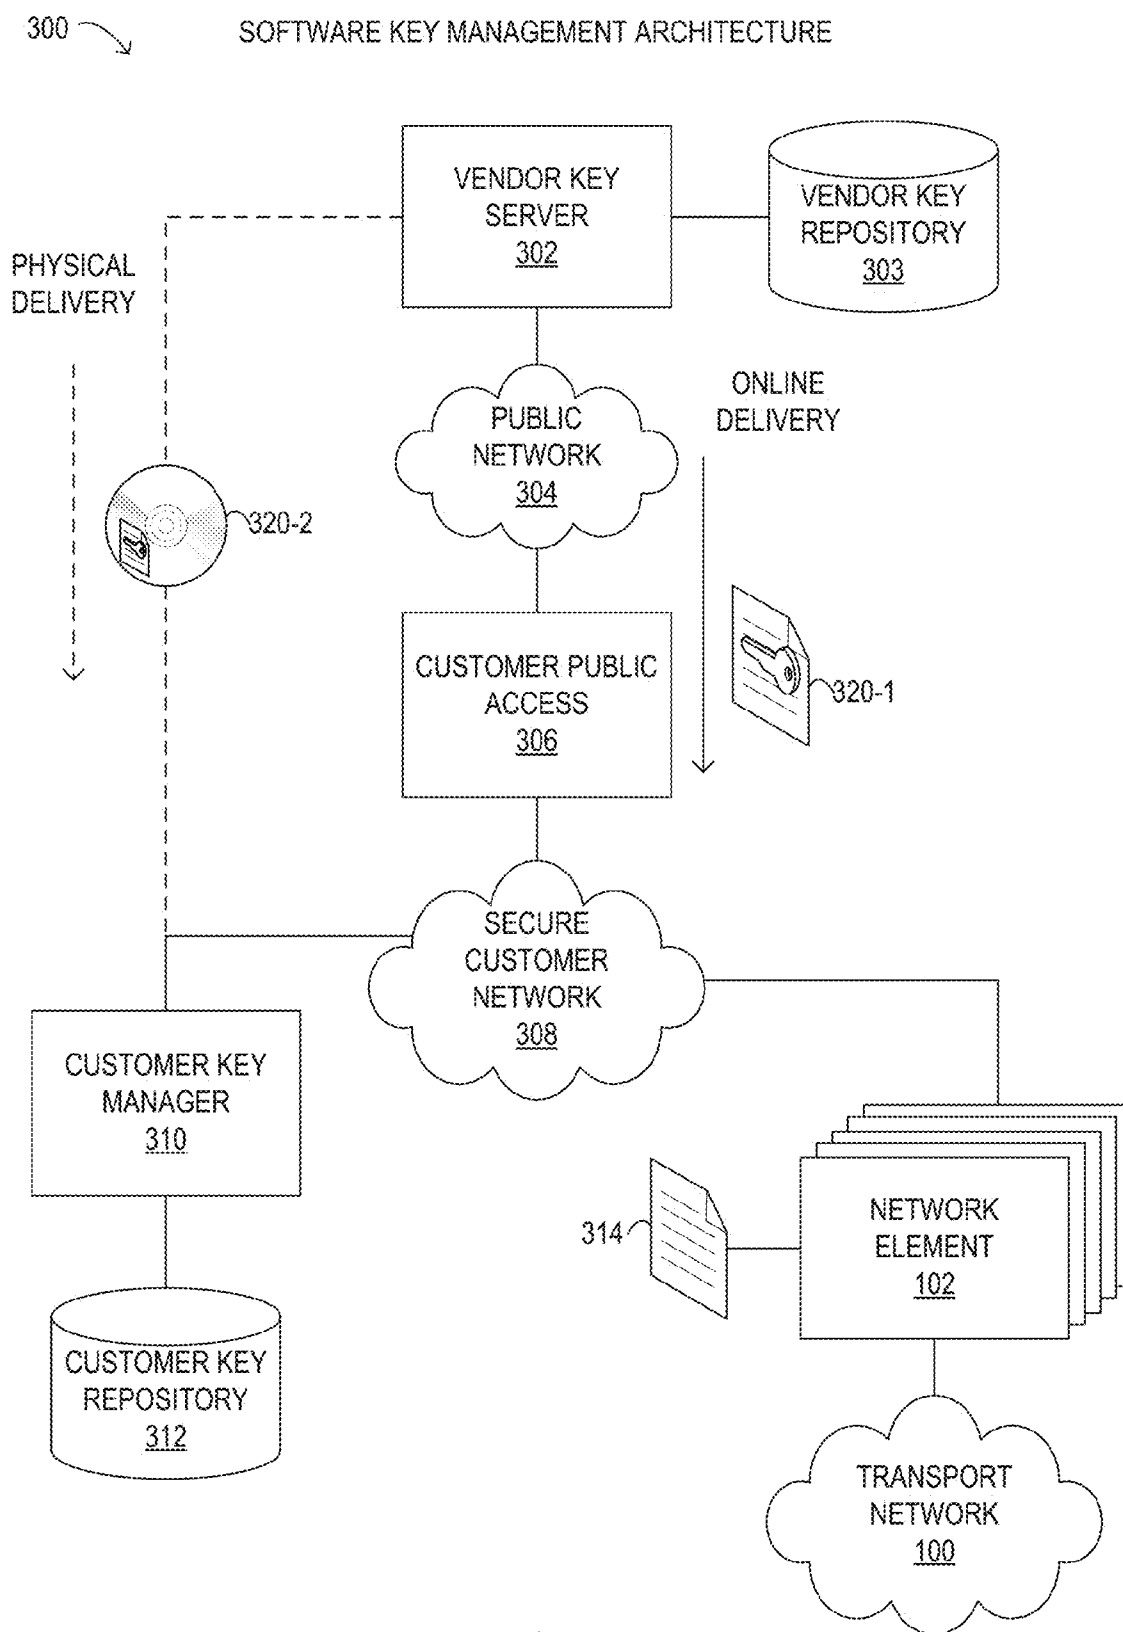 300
SOFTWARE KEY MANAGEMENT ARCHITECTURE
VENDOR KEY
SERVER
302
VENDOR KEY
REPOSITORY
303
PHYSICAL
DELIVERY
PUBLIC
NETWORK
304
ONLINE
DELIVERY
320-2
CUSTOMER PUBLIC
ACCESS
306
320-1
SECURE
CUSTOMER
NETWORK
308
CUSTOMER KEY
MANAGER
310
314
NETWORK
ELEMENT
102
CUSTOMER KEY
REPOSITORY
312
TRANSPORT
NETWORK
100